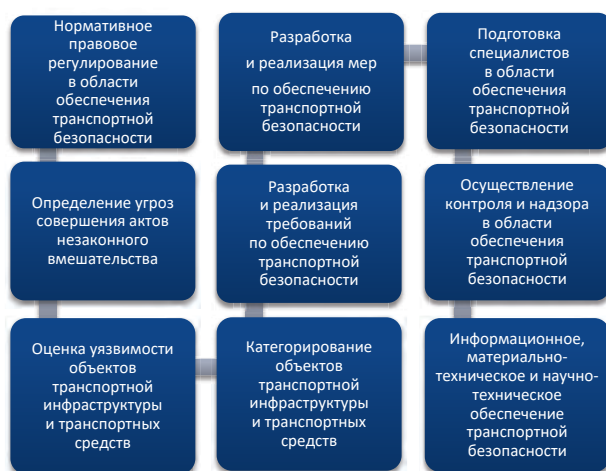 Нормативное
правовое
регулирование
в области
обеспечения
транспортной
безопасности
Определение угроз
совершения актов
незаконного
вмешательства
Оценка уязвимости
объектов
транспортной
инфраструктуры
и транспортных
средств
Категорирование
объектов
транспортной
инфраструктуры
и транспортных
средств
Разработка
и реализация
требований
по обеспечению
транспортной
безопасности
Разработка
и реализация мер
по обеспечению
транспортной
безопасности
Подготовка
специалистов
в области
обеспечения
транспортной
безопасности
Осуществление
контроля и надзора
в области
обеспечения
транспортной
безопасности
Информационное,
материально-
техническое и научно-
техническое
обеспечение
транспортной
безопасности